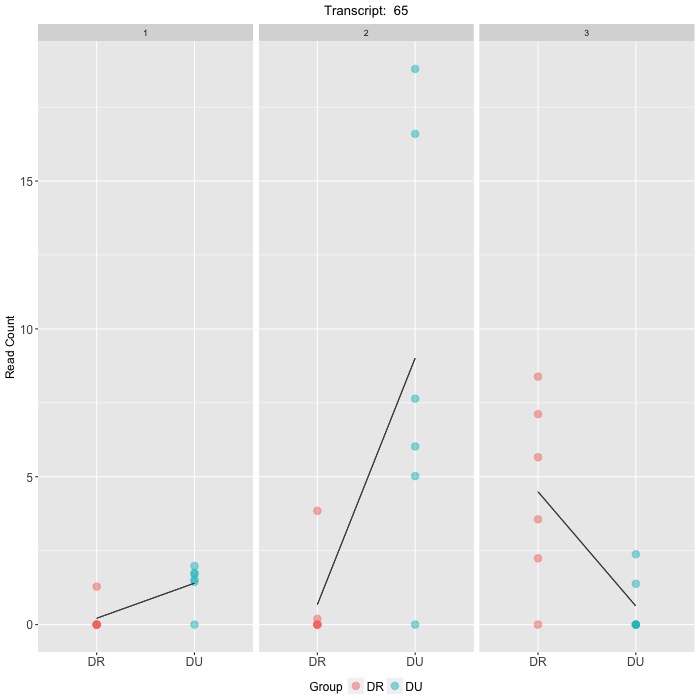 Transcript:  65
1 2 3
Read Count
15
10
5
0
DR DU DR DU DR DU
Group DR DU